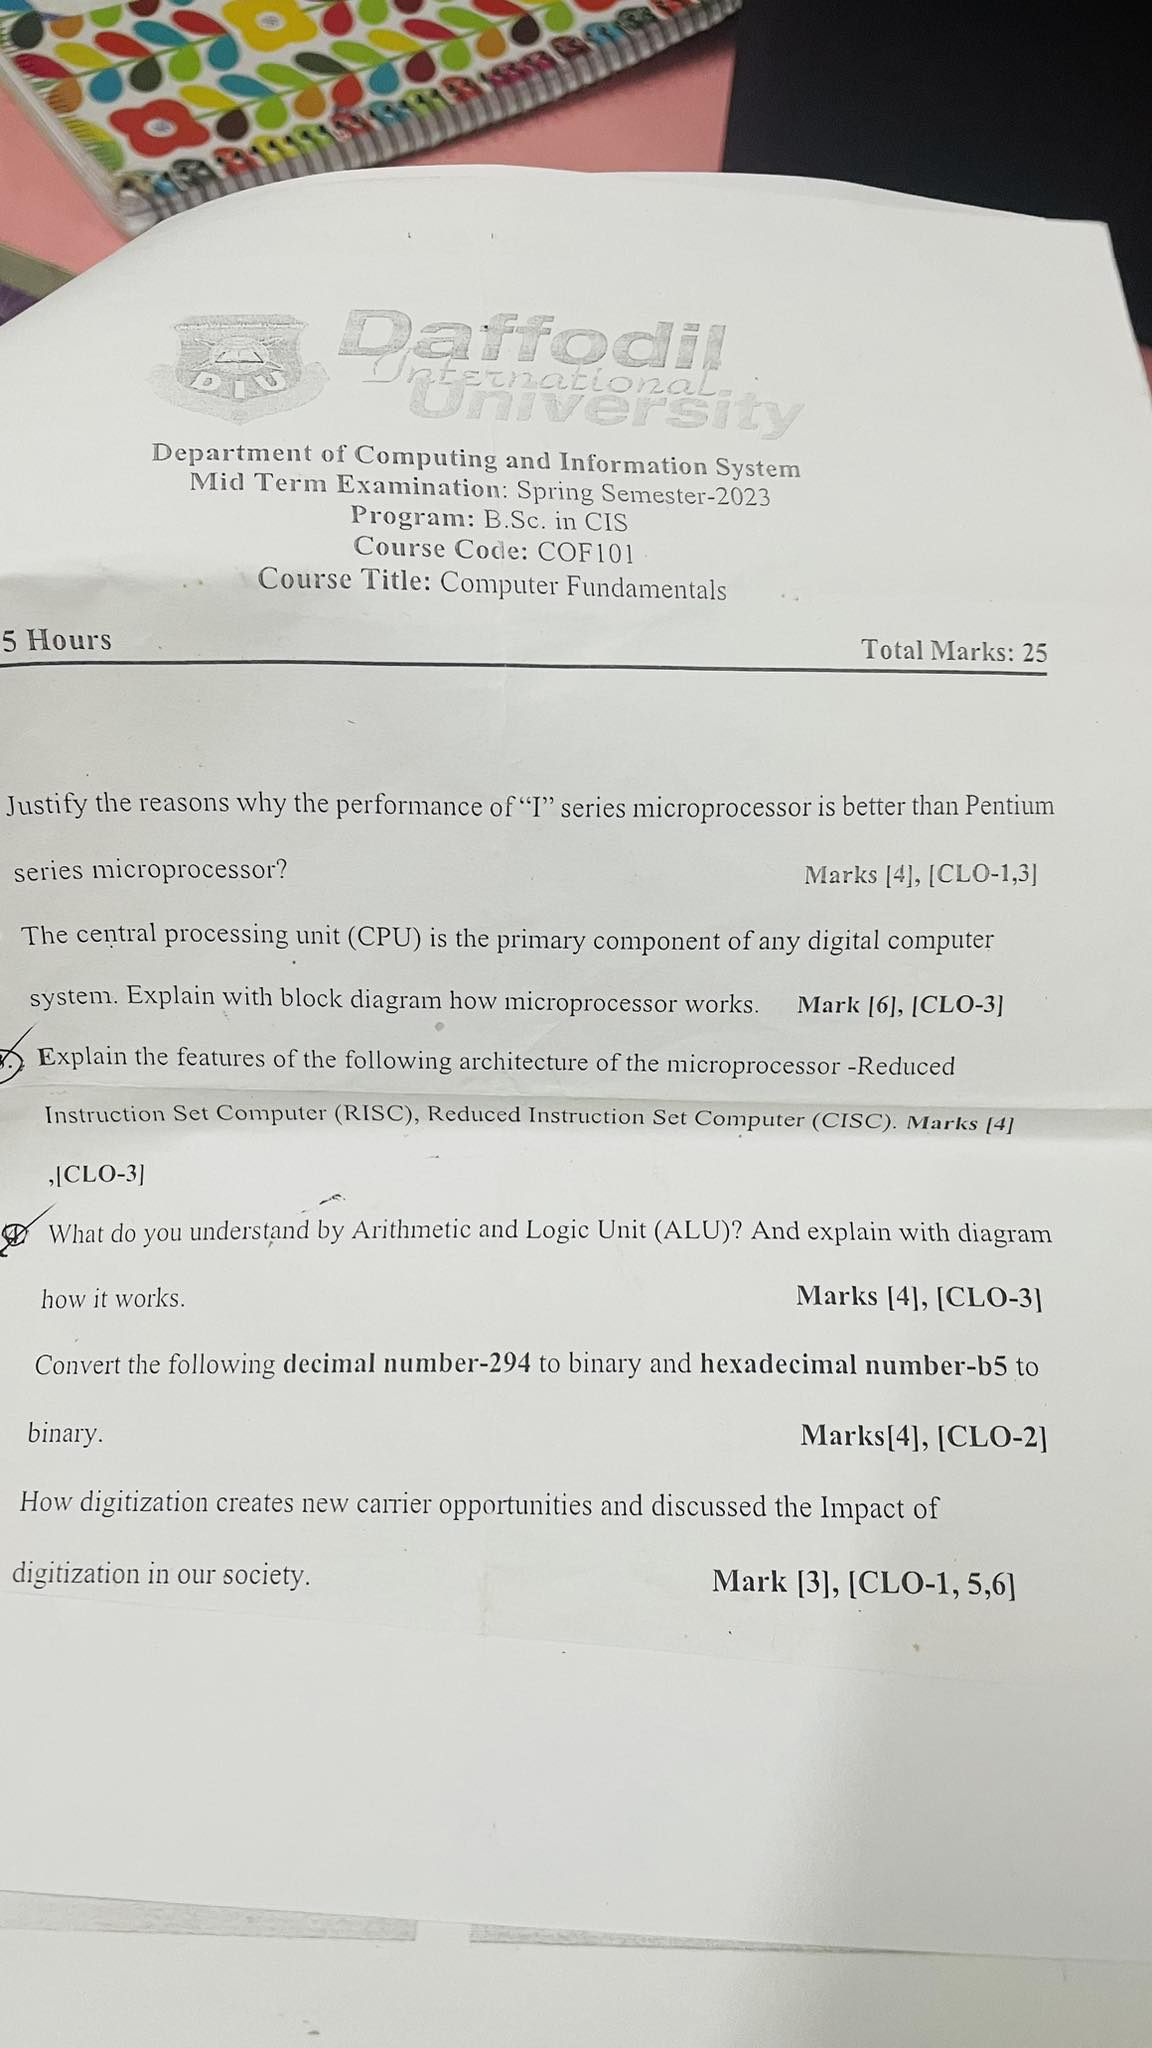 DIU
Daffodil
International
University
Department of Computing and Information System
Mid Term Examination: Spring Semester-2023
Program: B.Sc. in CIS
Course Code: COF101
Course Title: Computer Fundamentals
5 Hours Total Marks: 25
Justify the reasons why the performance of “I” series microprocessor is better than Pentium
series microprocessor? Marks [4], [CLO-1,3]
The central processing unit (CPU) is the primary component of any digital computer
system. Explain with block diagram how microprocessor works. Mark [6], [CLO-3]
Explain the features of the following architecture of the microprocessor -Reduced
Instruction Set Computer (RISC), Reduced Instruction Set Computer (CISC). Marks [4]
,[CLO-3]
What do you understand by Arithmetic and Logic Unit (ALU)? And explain with diagram
how it works. Marks [4], [CLO-3]
Convert the following decimal number-294 to binary and hexadecimal number-b5 to
binary. Marks[4], [CLO-2]
How digitization creates new carrier opportunities and discussed the Impact of
digitization in our society. Mark [3], [CLO-1, 5,6]